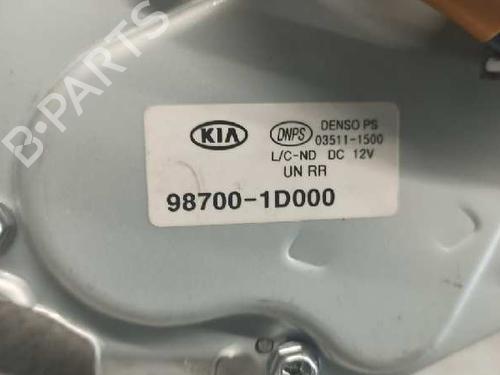 B-PARTS
KIA DNPS DENSO PS
03511-1500
L/C-ND DC 12V
UN RR
98700-1D000